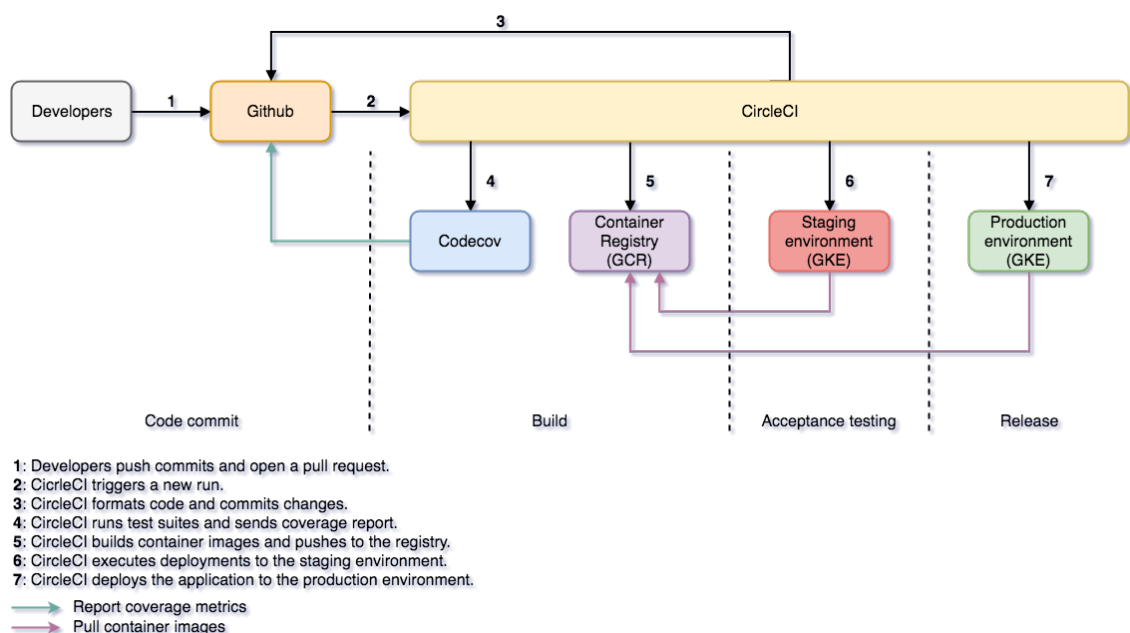 3
Developers
1
Github
2
CircleCI
4
5
6
7
Codecov
Container
Registry
(GCR)
Staging
environment
(GKE)
Production
environment
(GKE)
Code commit
Build
Acceptance testing
Release
1: Developers push commits and open a pull request.
2: CicrleCI triggers a new run.
3: CircleCI formats code and commits changes.
4: CircleCI runs test suites and sends coverage report.
5: CircleCI builds container images and pushes to the registry.
6: CircleCI executes deployments to the staging environment.
7: CircleCI deploys the application to the production environment.
Report coverage metrics
Pull container images